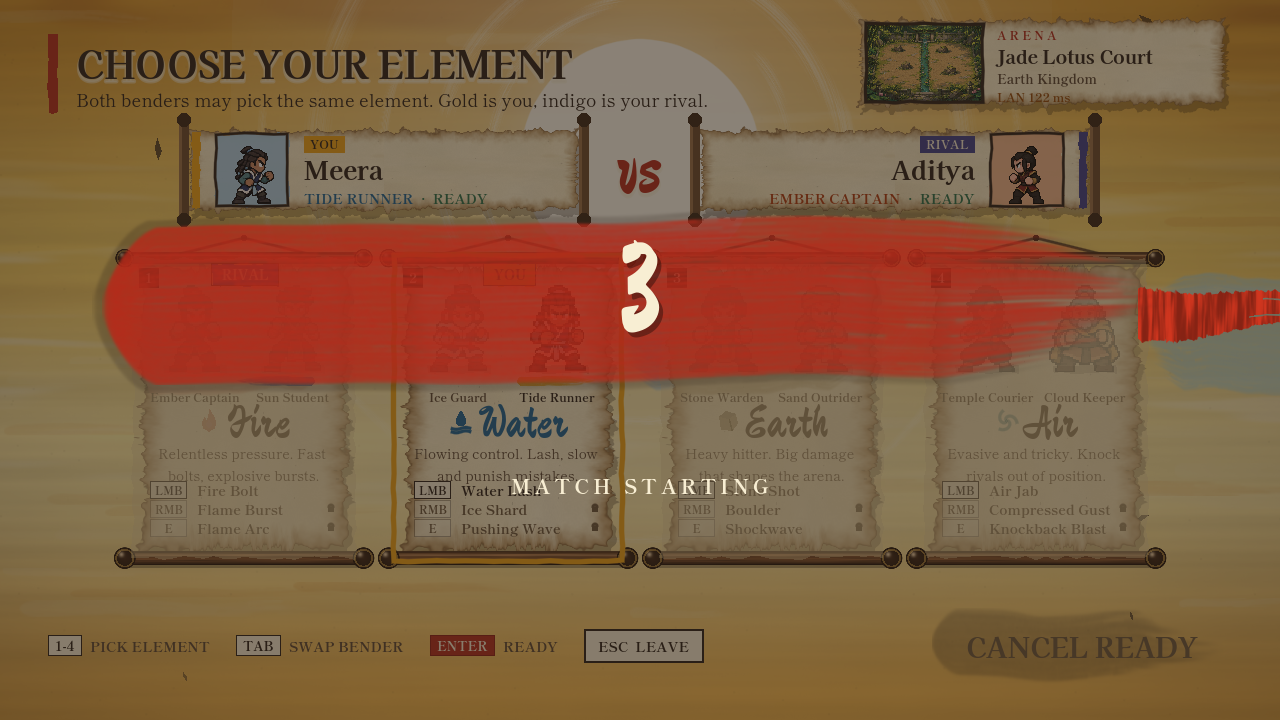 CHOOSE YOUR ELEMENT
Both benders may pick the same element. Gold is you, indigo is your rival.
ARENA
Jade Lotus Court
Earth Kingdom
LAN 122 ms
YOU
Meera
TIDE RUNNER · READY
VS
RIVAL
Aditya
EMBER CAPTAIN · READY
3
1 RIVAL
Ember Captain Sun Student
Fire
Relentless pressure. Fast
bolts, explosive bursts.
LMB Fire Bolt
RMB Flame Burst
E Flame Arc
2 YOU
Ice Guard Tide Runner
Water
Flowing control. Lash, slow
and punish mistakes.
LMB Water Lash
RMB Ice Shard
E Pushing Wave
3
Stone Warden Sand Outrider
Earth
Heavy hitter. Big damage
that shapes the arena.
LMB Shot
RMB Boulder
E Shockwave
4
Temple Courier Cloud Keeper
Air
Evasive and tricky. Knock
rivals out of position.
LMB Air Jab
RMB Compressed Gust
E Knockback Blast
MATCH STARTING
1-4 PICK ELEMENT TAB SWAP BENDER ENTER READY ESC LEAVE
CANCEL READY